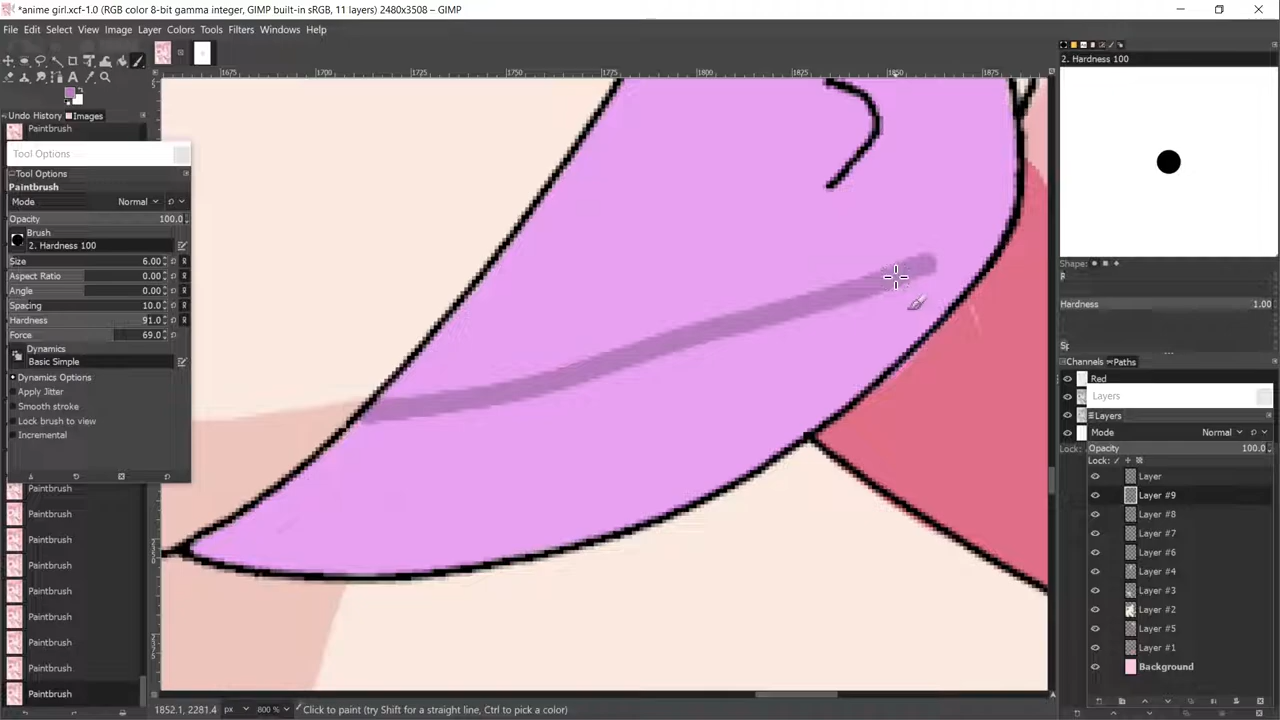 *anime girl.xcf-1.0 (RGB color 8-bit gamma integer, GIMP built-in sRGB, 11 layers) 2480x3508 – GIMP
File Edit Select View Image Layer Colors Tools Filters Windows Help
1675 1700 1725 1750 1775 1800 1825 1850 1875
2. Hardness 100
Undo History Images
Paintbrush
Tool Options
Tool Options
Paintbrush
Mode Normal
Opacity 100.0
Brush
2. Hardness 100
Size 6.00
Aspect Ratio 0.00
Angle 0.00
Spacing 10.0
Hardness 91.0
Force 69.0
Dynamics
Basic Simple
Dynamics Options
Apply Jitter
Smooth stroke
Lock brush to view
Incremental
Paintbrush
Paintbrush
Paintbrush
Paintbrush
Paintbrush
Paintbrush
Paintbrush
Paintbrush
Paintbrush
Shape:
Hardness 1.00
Sp
Channels Paths
Red
Layers
Layers
Mode Normal
Opacity 100.0
Lock:
Lock:
Layer
Layer #9
Layer #8
Layer #7
Layer #6
Layer #4
Layer #3
Layer #2
Layer #5
Layer #1
Background
1852.1, 2281.4 px 800 % Click to paint (try Shift for a straight line, Ctrl to pick a color)